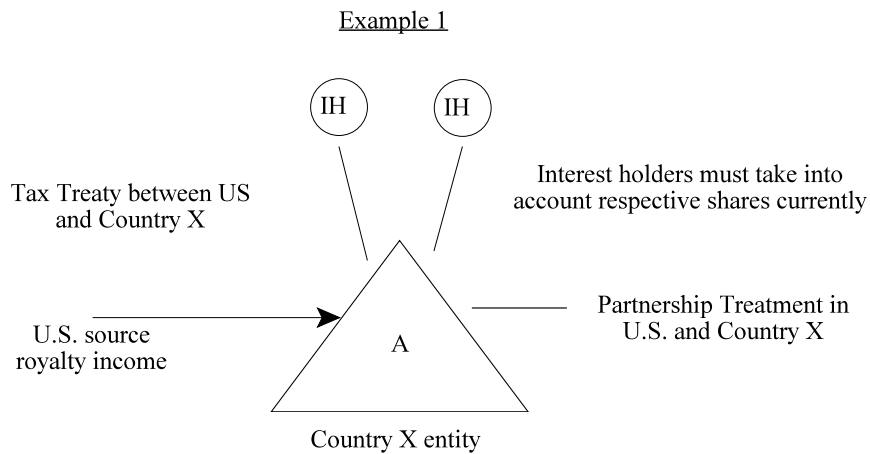 Example 1
IH
IH
Tax Treaty between US
and Country X
Interest holders must take into
account respective shares currently
U.S. source
royalty income
A
Partnership Treatment in
U.S. and Country X
Country X entity